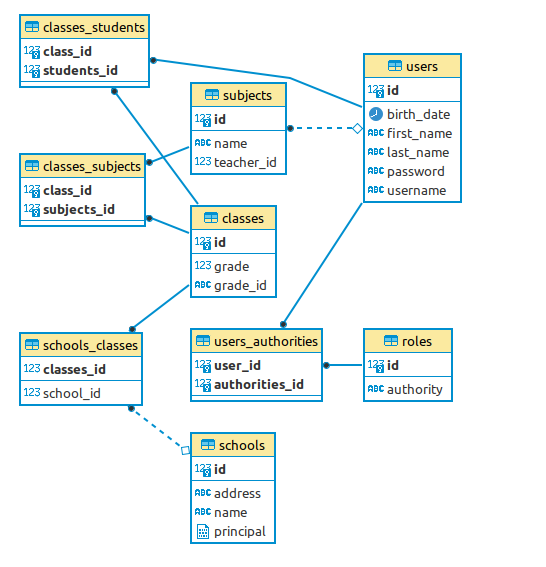 classes_students
123 class_id
123 students_id
subjects
123 id
ABC name
123 teacher_id
users
123 id
birth_date
ABC first_name
ABC last_name
ABC password
ABC username
classes_subjects
123 class_id
123 subjects_id
classes
123 id
123 grade
ABC grade_id
schools_classes
123 classes_id
123 school_id
users_authorities
123 user_id
123 authorities_id
roles
123 id
ABC authority
schools
123 id
ABC address
ABC name
principal